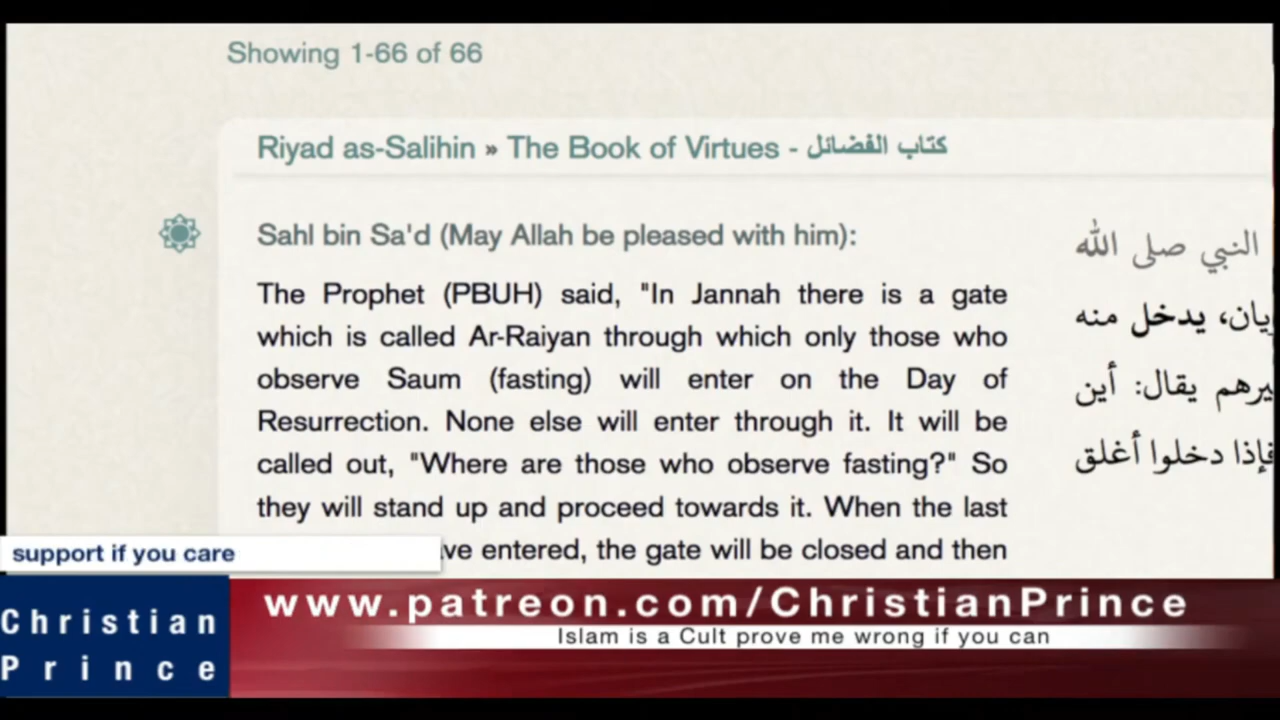 Showing 1-66 of 66
Riyad as-Salihin » The Book of Virtues - كتاب الفضائل
Sahl bin Sa'd (May Allah be pleased with him):
The Prophet (PBUH) said, "In Jannah there is a gate
which is called Ar-Raiyan through which only those who
observe Saum (fasting) will enter on the Day of
Resurrection. None else will enter through it. It will be
called out, "Where are those who observe fasting?" So
they will stand up and proceed towards it. When the last
entered, the gate will be closed and then
النبي صلى الله
يدخل منه
يقال: أين
فإذا دخلوا أغلق
support if you care
Christian
Prince
www.patreon.com/ChristianPrince
Islam is a Cult prove me wrong if you can